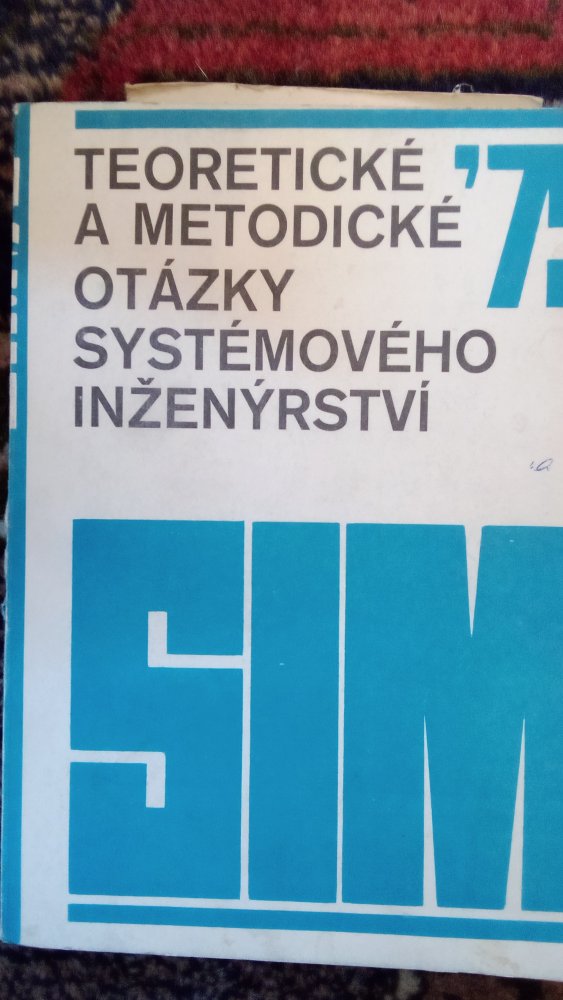 TEORETICKÉ
A METODICKÉ
OTÁZKY
SYSTÉMOVÉHO
INŽENÝRSTVÍ
SIM